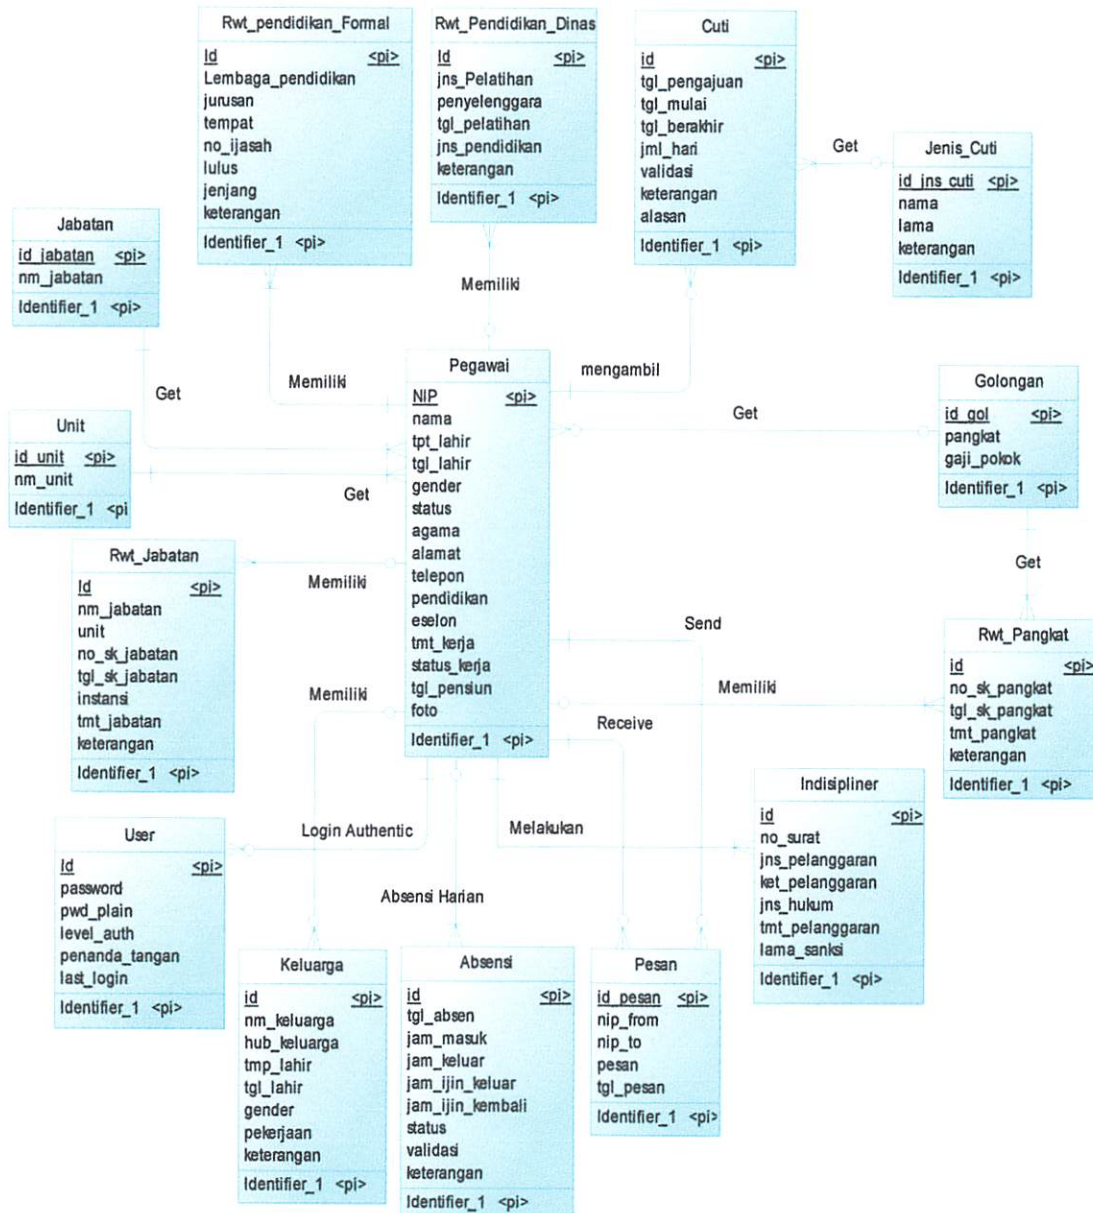 Rwt_pendidikan_Formal
Id <pi>
Lembaga_pendidikan
jurusan
tempat
no_ijasah
lulus
jenjang
keterangan
Identifier_1 <pi>
Rwt_Pendidikan_Dinas
Id <pi>
jns_Pelatihan
penyelenggara
tgl_pelatihan
jns_pendidikan
keterangan
Identifier_1 <pi>
Cuti
id <pi>
tgl_pengajuan
tgl_mulai
tgl_berakhir
jml_hari
validasi
keterangan
alasan
Identifier_1 <pi>
Get
Jenis_Cuti
id_jns_cuti <pi>
nama
lama
keterangan
Identifier_1 <pi>
Jabatan
id_jabatan <pi>
nm_jabatan
Identifier_1 <pi>
Memiliki
Memiliki
mengambil
Get
Unit
id_unit <pi>
nm_unit
Identifier_1 <pi
Get
Pegawai
NIP <pi>
nama
tpt_lahir
tgl_lahir
gender
status
agama
alamat
telepon
pendidikan
eselon
tmt_kerja
status_kerja
tgl_pensiun
foto
Identifier_1 <pi>
Get
Golongan
id_gol <pi>
pangkat
gaji_pokok
Identifier_1 <pi>
Get
Rwt_Jabatan
Id <pi>
nm_jabatan
unit
no_sk_jabatan
tgl_sk_jabatan
instansi
tmt_jabatan
keterangan
Identifier_1 <pi>
Memiliki
Memiliki
Send
Memiliki
Receive
Rwt_Pangkat
id <pi>
no_sk_pangkat
tgl_sk_pangkat
tmt_pangkat
keterangan
Identifier_1 <pi>
User
Id <pi>
password
pwd_plain
level_auth
penanda_tangan
last_login
Identifier_1 <pi>
Login Authentic
Melakukan
Absensi Harian
Indisipliner
id <pi>
no_surat
jns_pelanggaran
ket_pelanggaran
jns_hukum
tmt_pelanggaran
lama_sanksi
Identifier_1 <pi>
Keluarga
id <pi>
nm_keluarga
hub_keluarga
tmp_lahir
tgl_lahir
gender
pekerjaan
keterangan
Identifier_1 <pi>
Absensi
id <pi>
tgl_absen
jam_masuk
jam_keluar
jam_ijin_keluar
jam_ijin_kembali
status
validasi
keterangan
Identifier_1 <pi>
Pesan
id_pesan <pi>
nip_from
nip_to
pesan
tgl_pesan
Identifier_1 <pi>